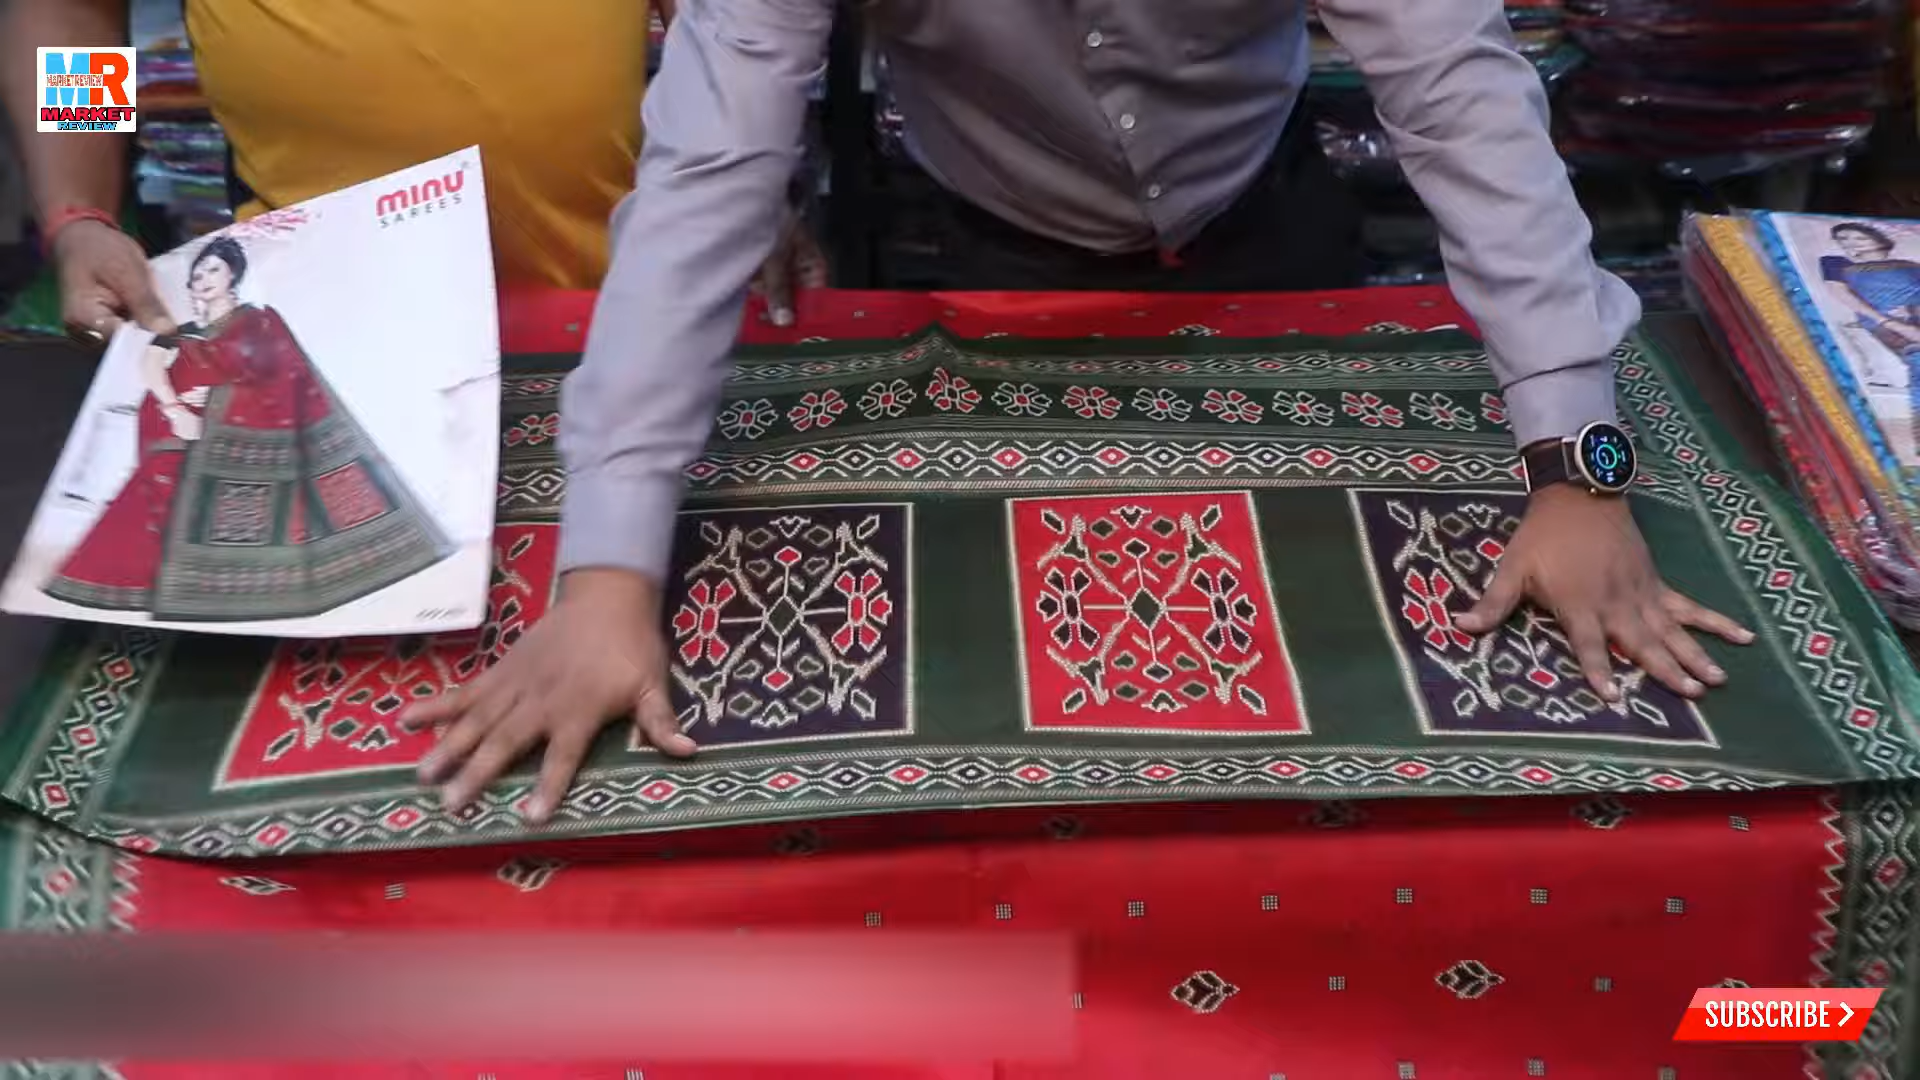 MR
MARKET REVIEW
MARKET
REVIEW
minu
SAREES
SUBSCRIBE